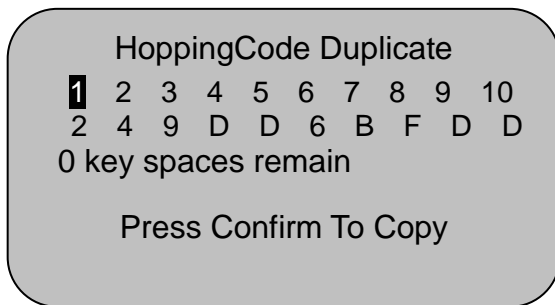 HoppingCode Duplicate
1 2 3 4 5 6 7 8 9 10
2 4 9 D D 6 B F D D
0 key spaces remain
Press Confirm To Copy